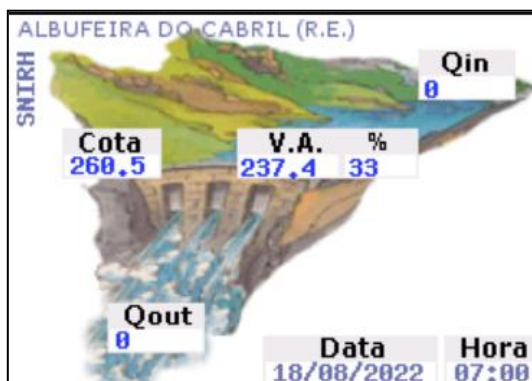 ALBUFEIRA DO CABRIL (R.E.)
SNIRH
Qin
0
Cota
260.5
V.A. %
237.4 33
Qout
0
Data Hora
18/08/2022 07:00